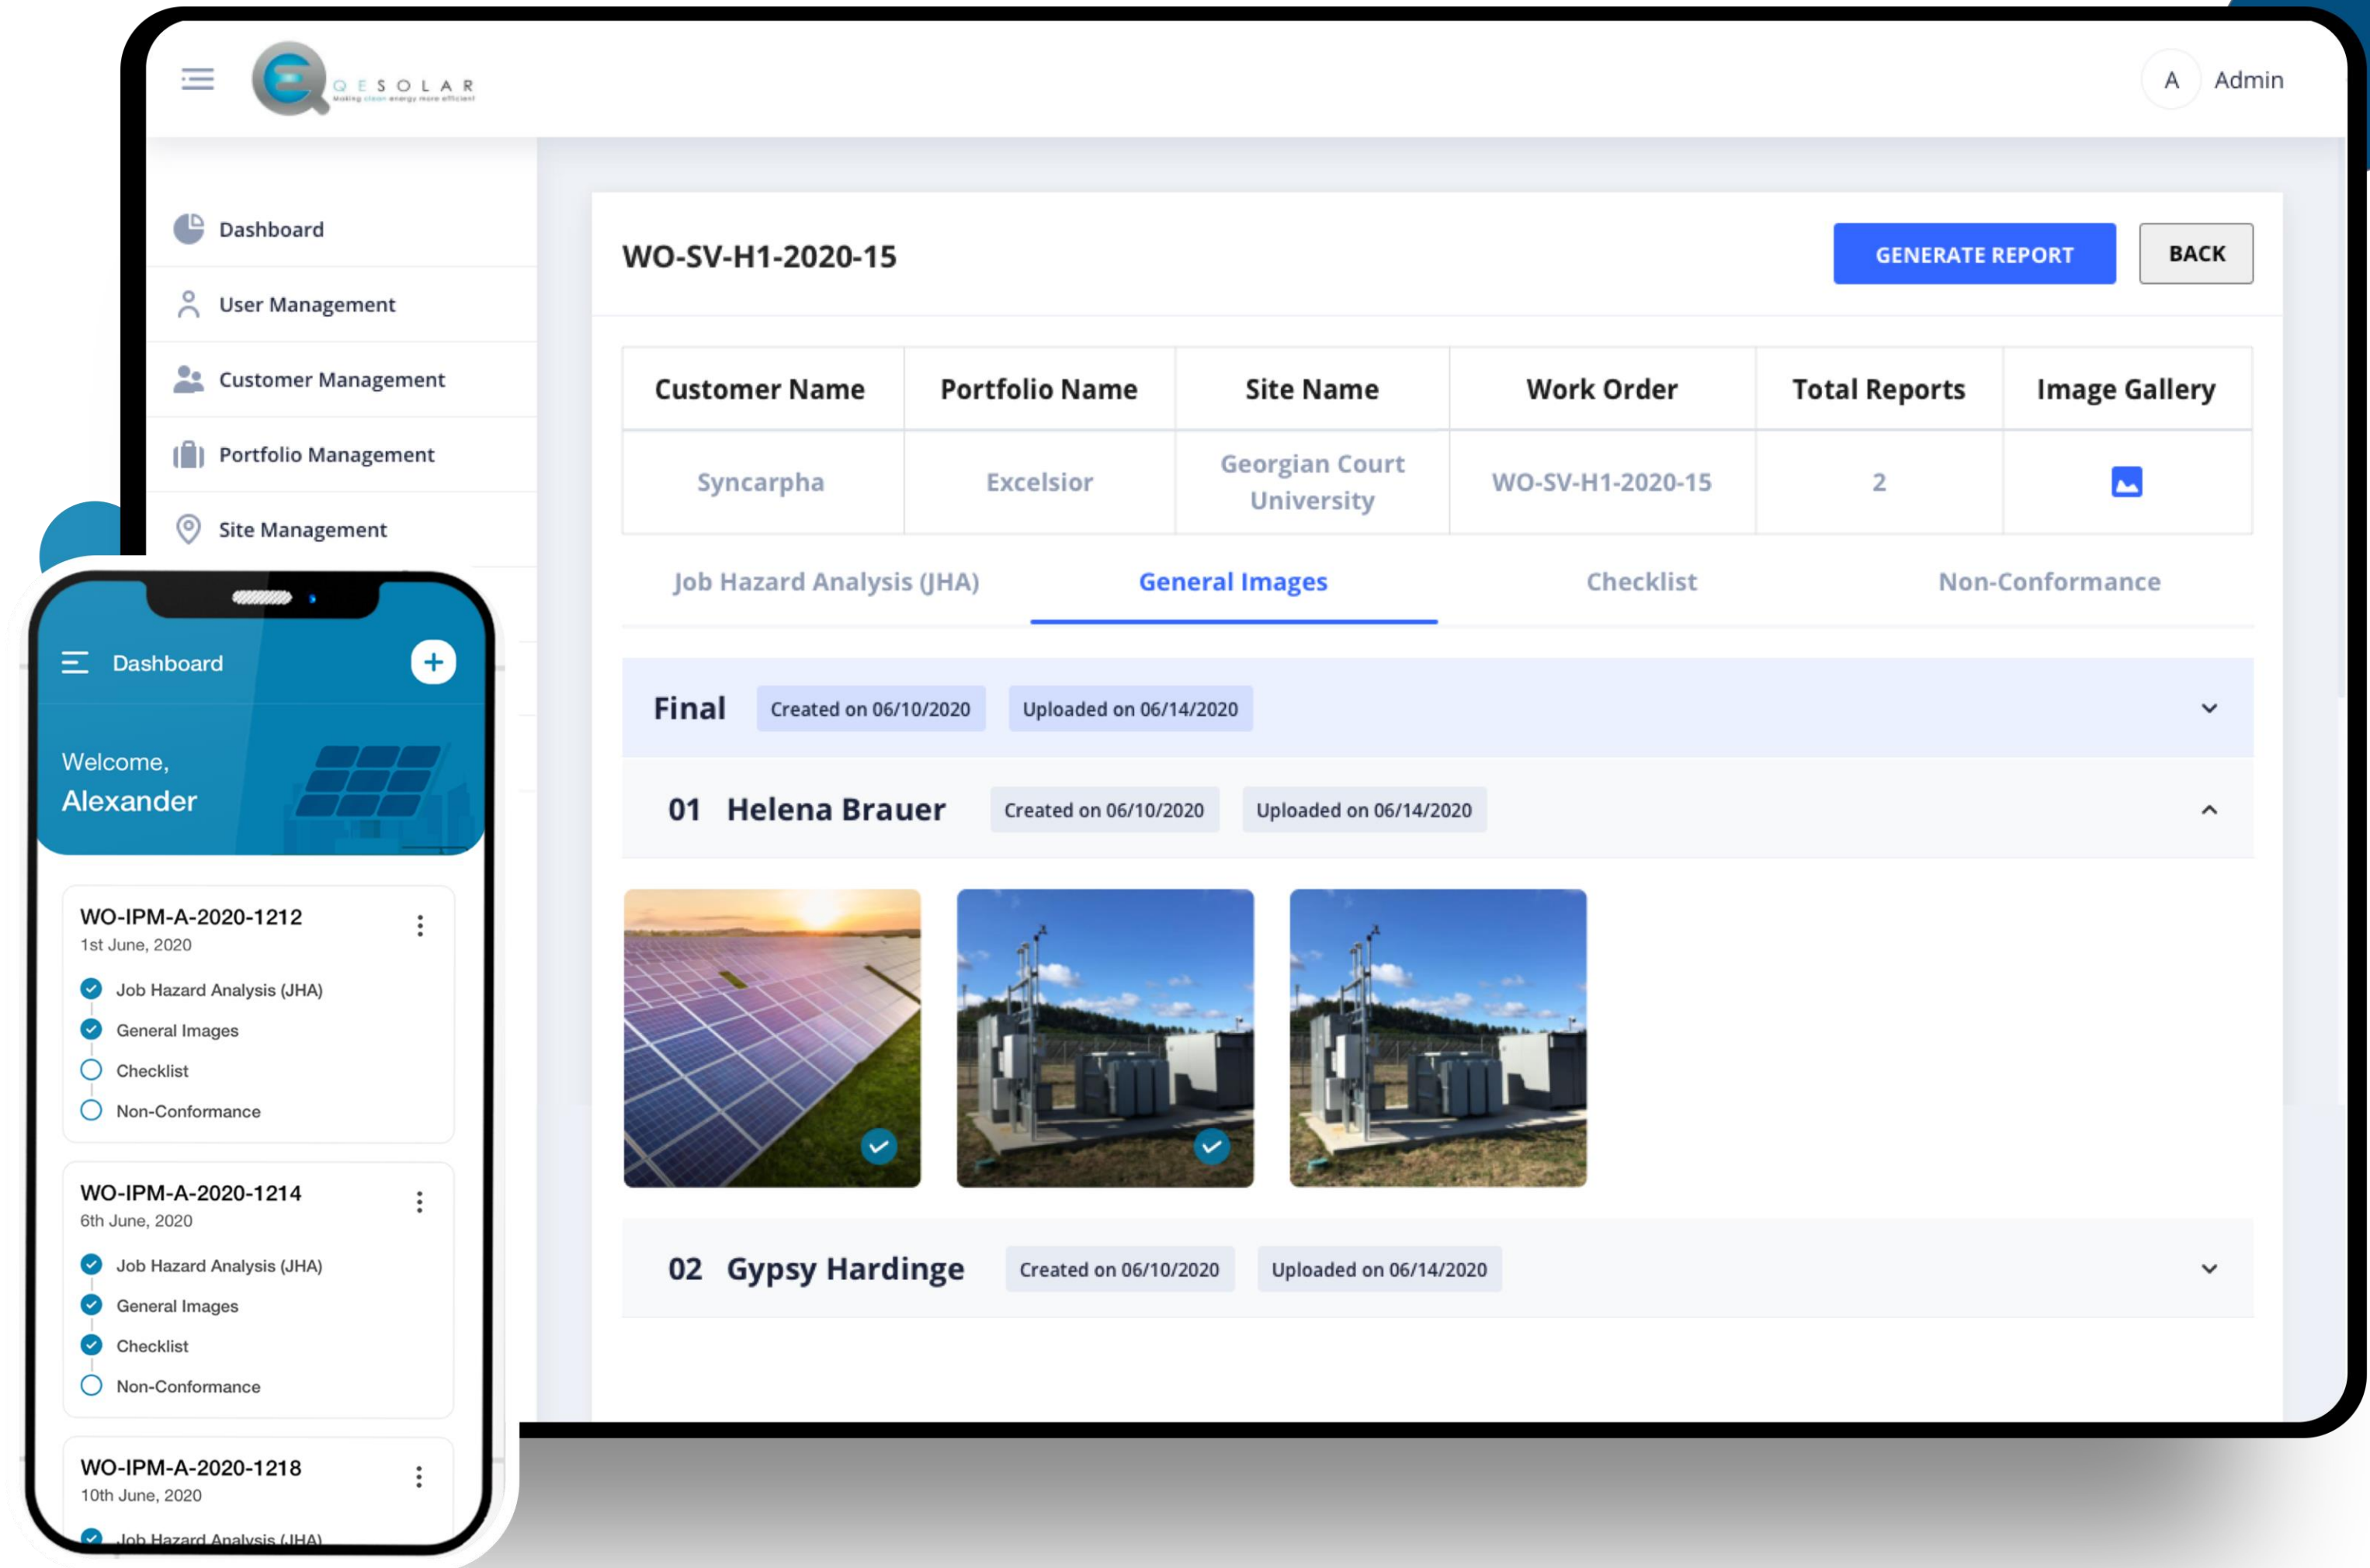 QESOLAR
Making clean energy more efficient
A Admin
Dashboard
User Management
Customer Management
Portfolio Management
Site Management
WO-SV-H1-2020-15
GENERATE REPORT
BACK
Customer Name Portfolio Name Site Name Work Order Total Reports Image Gallery
Syncarpha Excelsior Georgian Court University WO-SV-H1-2020-15 2
Job Hazard Analysis (JHA) General Images Checklist Non-Conformance
Final Created on 06/10/2020 Uploaded on 06/14/2020
01 Helena Brauer Created on 06/10/2020 Uploaded on 06/14/2020
02 Gypsy Hardinge Created on 06/10/2020 Uploaded on 06/14/2020
Dashboard
Welcome,
Alexander
WO-IPM-A-2020-1212
1st June, 2020
Job Hazard Analysis (JHA)
General Images
Checklist
Non-Conformance
WO-IPM-A-2020-1214
6th June, 2020
Job Hazard Analysis (JHA)
General Images
Checklist
Non-Conformance
WO-IPM-A-2020-1218
10th June, 2020
Job Hazard Analysis (JHA)